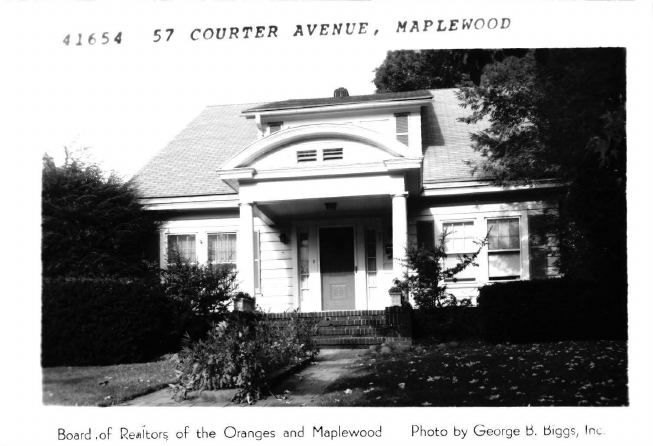 41654 57 COURTER AVENUE, MAPLEWOOD
Board of Realtors of the Oranges and Maplewood Photo by George B. Biggs, Inc.